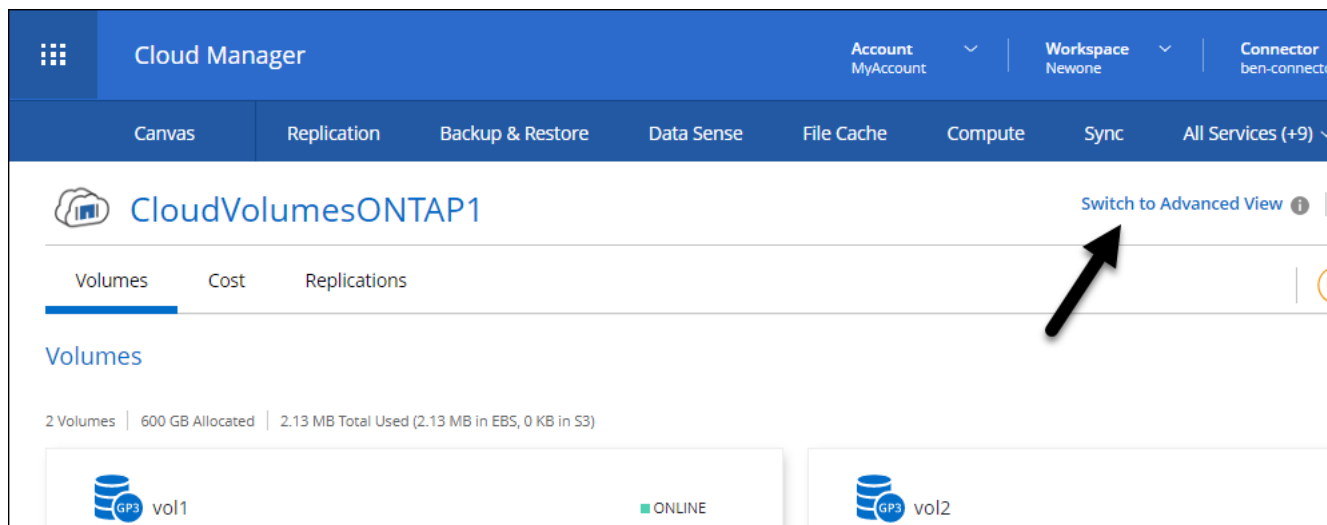 Cloud Manager
Account
MyAccount
Workspace
Newone
Connector
Canvas
Replication
Backup & Restore
Data Sense
File Cache
Compute
Sync
All Services (+9)
CloudVolumesONTAP1
Switch to Advanced View
Volumes
Cost
Replications
Volumes
2 Volumes
600 GB Allocated
2.13 MB Total Used (2.13 MB in EBS, 0 KB in S3)
GP3
vol1
ONLINE
GP3
vol2